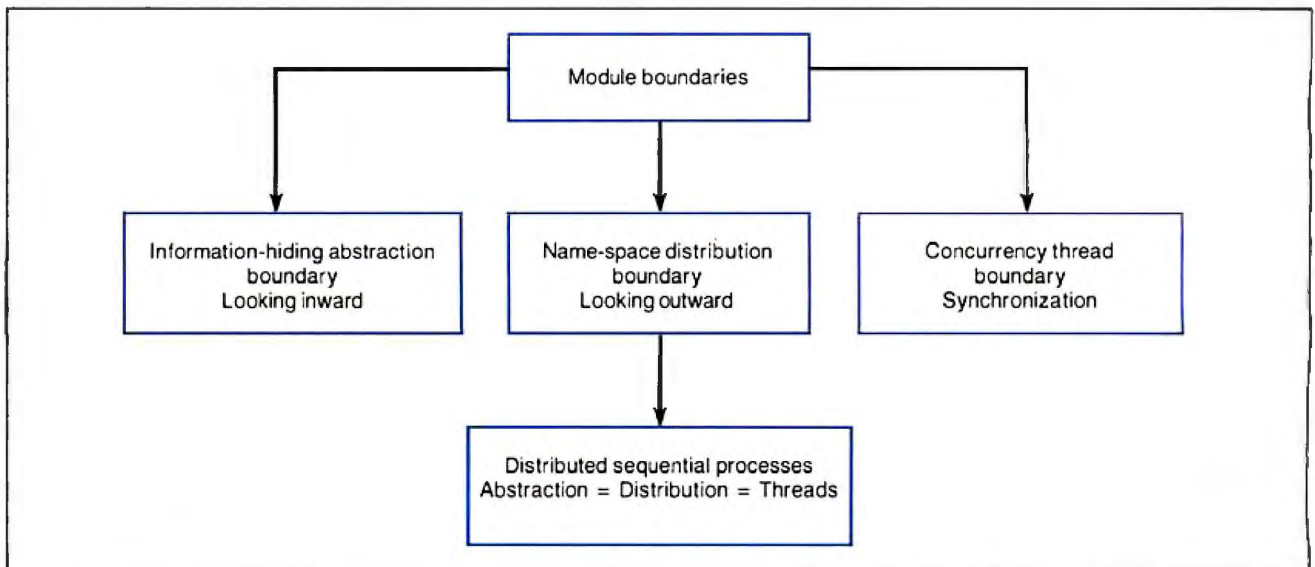 Module boundaries
Information-hiding abstraction
boundary
Looking inward
Name-space distribution
boundary
Looking outward
Concurrency thread
boundary
Synchronization
Distributed sequential processes
Abstraction = Distribution = Threads